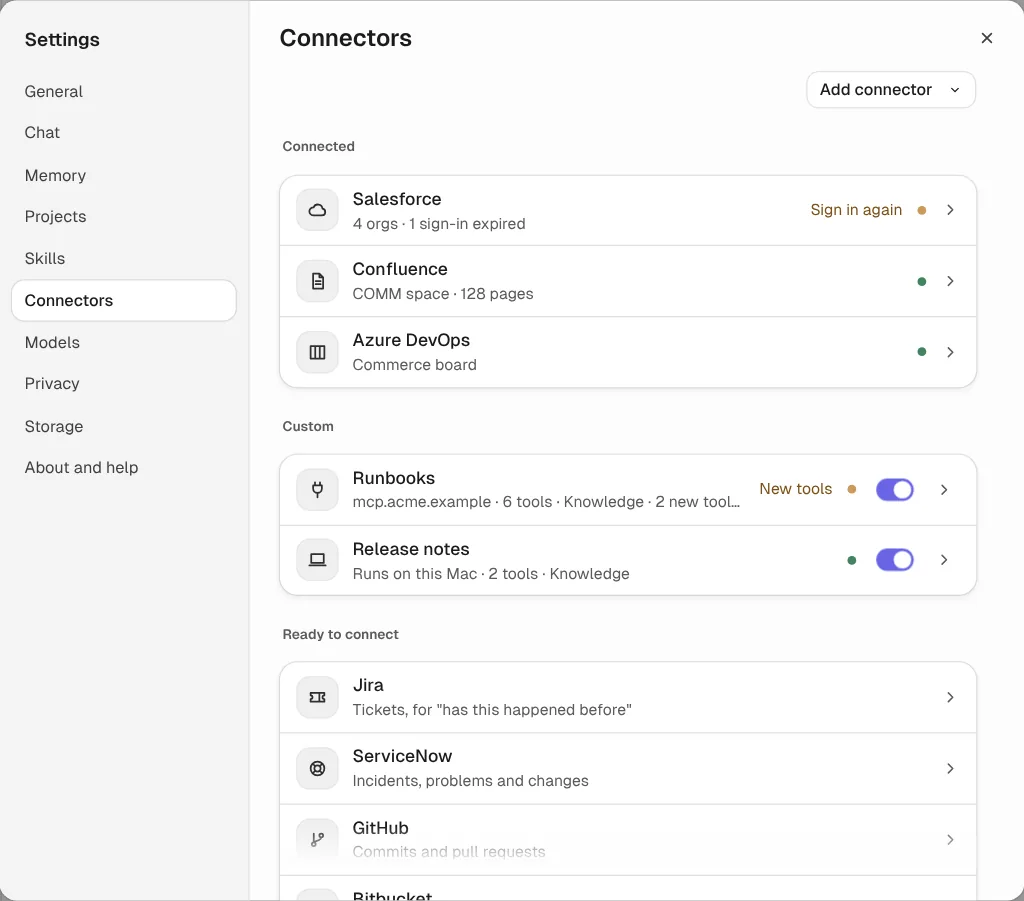 Settings
General
Chat
Memory
Projects
Skills
Connectors
Models
Privacy
Storage
About and help
Connectors
Add connector
Connected
Salesforce
4 orgs · 1 sign-in expired
Sign in again
Confluence
COMM space · 128 pages
Azure DevOps
Commerce board
Custom
Runbooks
mcp.acme.example · 6 tools · Knowledge · 2 new tool...
New tools
Release notes
Runs on this Mac · 2 tools · Knowledge
Ready to connect
Jira
Tickets, for "has this happened before"
ServiceNow
Incidents, problems and changes
GitHub
Commits and pull requests
Bitbucket